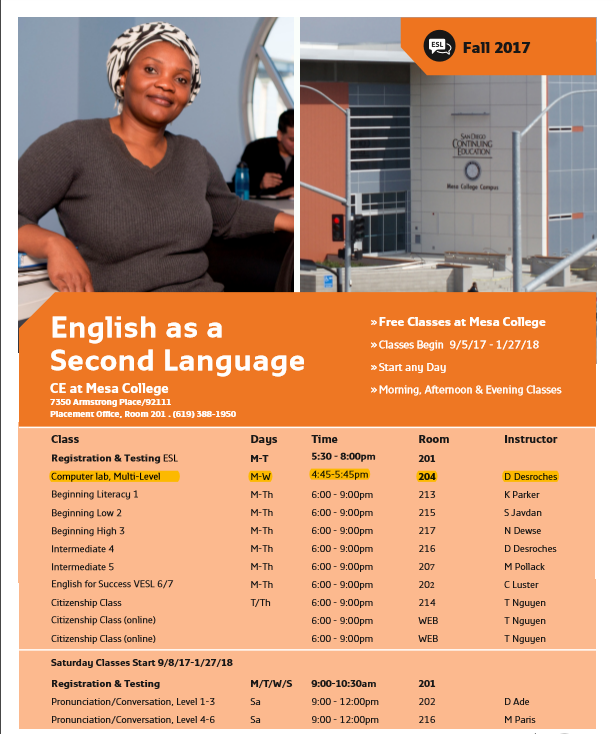 ESL
Fall 2017
SAN DIEGO
CONTINUING
EDUCATION
Mesa College Campus
English as a
Second Language
CE at Mesa College
7350 Armstrong Place/92111
Placement Office, Room 201 . (619) 388-1950
» Free Classes at Mesa College
» Classes Begin 9/5/17 - 1/27/18
» Start any Day
» Morning, Afternoon & Evening Classes
Class Days Time Room Instructor
Registration & Testing ESL M-T 5:30 - 8:00pm 201
Computer lab, Multi-Level M-W 4:45-5:45pm 204 D Desroches
Beginning Literacy 1 M-Th 6:00 - 9:00pm 213 K Parker
Beginning Low 2 M-Th 6:00 - 9:00pm 215 S Javdan
Beginning High 3 M-Th 6:00 - 9:00pm 217 N Dewse
Intermediate 4 M-Th 6:00 - 9:00pm 216 D Desroches
Intermediate 5 M-Th 6:00 - 9:00pm 207 M Pollack
English for Success VESL 6/7 M-Th 6:00 - 9:00pm 202 C Luster
Citizenship Class T/Th 6:00 - 9:00pm 214 T Nguyen
Citizenship Class (online) 6:00 - 9:00pm WEB T Nguyen
Citizenship Class (online) 6:00 - 9:00pm WEB T Nguyen
Saturday Classes Start 9/8/17-1/27/18
Registration & Testing M/T/W/S 9:00-10:30am 201
Pronunciation/Conversation, Level 1-3 Sa 9:00 - 12:00pm 202 D Ade
Pronunciation/Conversation, Level 4-6 Sa 9:00 - 12:00pm 216 M Paris